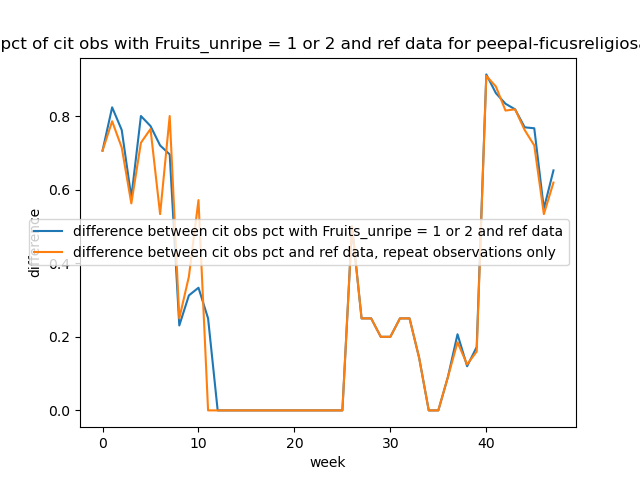 pct of cit obs with Fruits_unripe = 1 or 2 and ref data for peepal-ficusreligiosa
difference
0.8
0.6
0.4
0.2
0.0
difference between cit obs pct with Fruits_unripe = 1 or 2 and ref data
difference between cit obs pct and ref data, repeat observations only
0 10 20 30 40
week